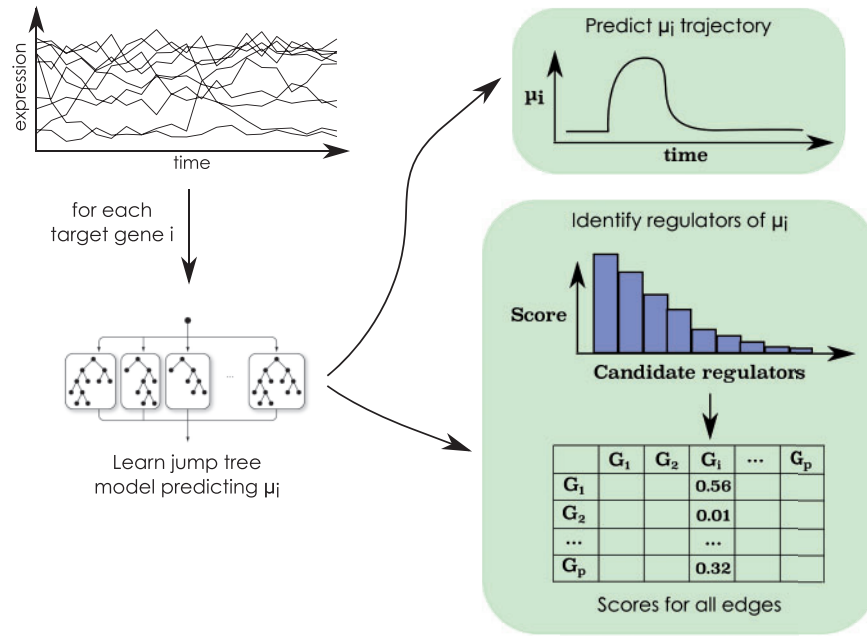 expression
time
for each
target gene i
...
Learn jump tree
model predicting μi
Predict μi trajectory
μi
time
Identify regulators of μi
Score
Candidate regulators
G1 G2 Gi ... Gp
G1 0.56
G2 0.01
... ...
Gp 0.32
Scores for all edges